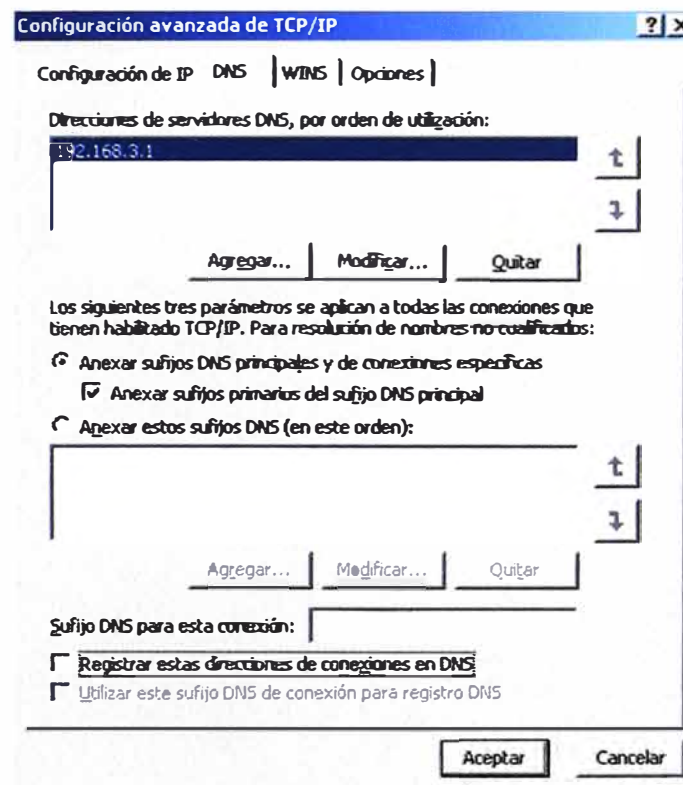 Configuración avanzada de TCP/IP
Configuración de IP DNS WINS Opciones
Direcciones de servidores DNS, por orden de utilización:
192.168.3.1
Agregar... Modificar... Quitar
Los siguientes tres parámetros se aplican a todas las conexiones que
tienen habilitado TCP/IP. Para resolución de nombres no cualificados:
Anexar sufijos DNS principales y de conexiones específicas
Anexar sufijos primarios del sufijo DNS principal
Anexar estos sufijos DNS (en este orden):
Agregar... Modificar... Quitar
Sufijo DNS para esta conexión:
Registrar estas direcciones de conexiones en DNS
Utilizar este sufijo DNS de conexión para registro DNS
Aceptar Cancelar